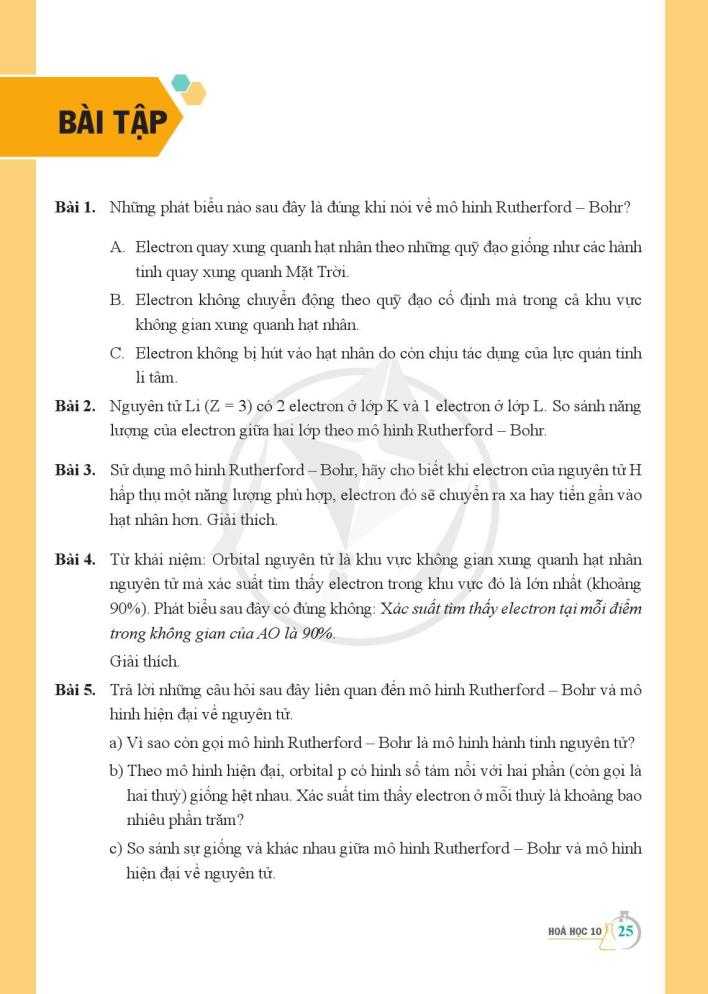 BÀI TẬP
Bài 1. Những phát biểu nào sau đây là đúng khi nói về mô hình Rutherford – Bohr?
A. Electron quay xung quanh hạt nhân theo những quỹ đạo giống như các hành
tinh quay xung quanh Mặt Trời.
B. Electron không chuyển động theo quỹ đạo cố định mà trong cả khu vực
không gian xung quanh hạt nhân.
C. Electron không bị hút vào hạt nhân do còn chịu tác dụng của lực quán tính
li tâm.
Bài 2. Nguyên tử Li (Z = 3) có 2 electron ở lớp K và 1 electron ở lớp L. So sánh năng
lượng của electron giữa hai lớp theo mô hình Rutherford – Bohr.
Bài 3. Sử dụng mô hình Rutherford – Bohr, hãy cho biết khi electron của nguyên tử H
hấp thụ một năng lượng phù hợp, electron đó sẽ chuyển ra xa hay tiến gần vào
hạt nhân hơn. Giải thích.
Bài 4. Từ khái niệm: Orbital nguyên tử là khu vực không gian xung quanh hạt nhân
nguyên tử mà xác suất tìm thấy electron trong khu vực đó là lớn nhất (khoảng
90%). Phát biểu sau đây có đúng không: Xác suất tìm thấy electron tại mỗi điểm
trong không gian của AO là 90%.
Giải thích.
Bài 5. Trả lời những câu hỏi sau đây liên quan đến mô hình Rutherford – Bohr và mô
hình hiện đại về nguyên tử.
a) Vì sao còn gọi mô hình Rutherford – Bohr là mô hình hành tinh nguyên tử?
b) Theo mô hình hiện đại, orbital p có hình số tám nổi với hai phần (còn gọi là
hai thuỳ) giống hệt nhau. Xác suất tìm thấy electron ở mỗi thuỳ là khoảng bao
nhiêu phần trăm?
c) So sánh sự giống và khác nhau giữa mô hình Rutherford – Bohr và mô hình
hiện đại về nguyên tử.
HOÁ HỌC 10 25